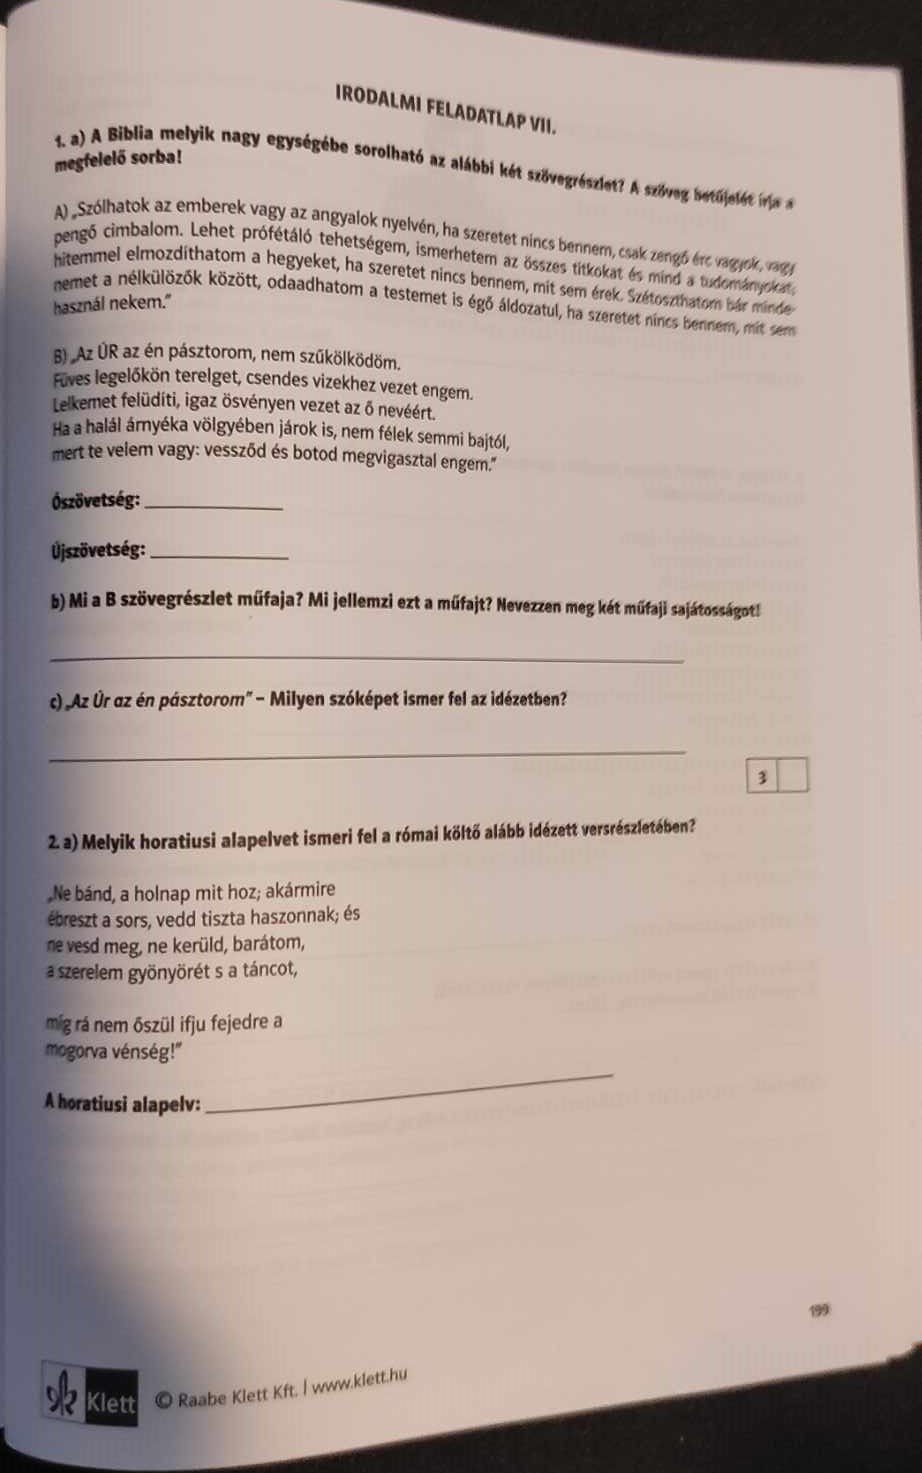 IRODALMI FELADATLAP VII.
1. a) A Biblia melyik nagy egységébe sorolható az alábbi két szövegrészlet? A szöveg betűjelét írja a
megfelelő sorba!
A) „Szólhatok az emberek vagy az angyalok nyelvén, ha szeretet nincs bennem, csak zengő érc vagyok, vagy
pengő cimbalom. Lehet prófétáló tehetségem, ismerhetem az összes titkokat és mind a tudományokat,
hitemmel elmozdíthatom a hegyeket, ha szeretet nincs bennem, mit sem érek. Szétoszthatom bár minde-
nemet a nélkülözők között, odaadhatom a testemet is égő áldozatul, ha szeretet nincs bennem, mit sem
használ nekem.”
B) „Az ÚR az én pásztorom, nem szűkölködöm.
Füves legelőkön terelget, csendes vizekhez vezet engem.
Lelkemet felüdíti, igaz ösvényen vezet az ő nevéért.
Ha a halál árnyéka völgyében járok is, nem félek semmi bajtól,
mert te velem vagy: vessződ és botod megvigasztal engem.”
Ószövetség:
Újszövetség:
b) Mi a B szövegrészlet műfaja? Mi jellemzi ezt a műfajt? Nevezzen meg két műfaji sajátosságot!
c) „Az Úr az én pásztorom” – Milyen szóképet ismer fel az idézetben?
3
2. a) Melyik horatiusi alapelvet ismeri fel a római költő alább idézett versrészletében?
„Ne bánd, a holnap mit hoz; akármire
ébreszt a sors, vedd tiszta haszonnak; és
ne vesd meg, ne kerüld, barátom,
a szerelem gyönyörét s a táncot,
míg rá nem őszül ifju fejedre a
mogorva vénség!”
A horatiusi alapelv:
199
Klett © Raabe Klett Kft. | www.klett.hu